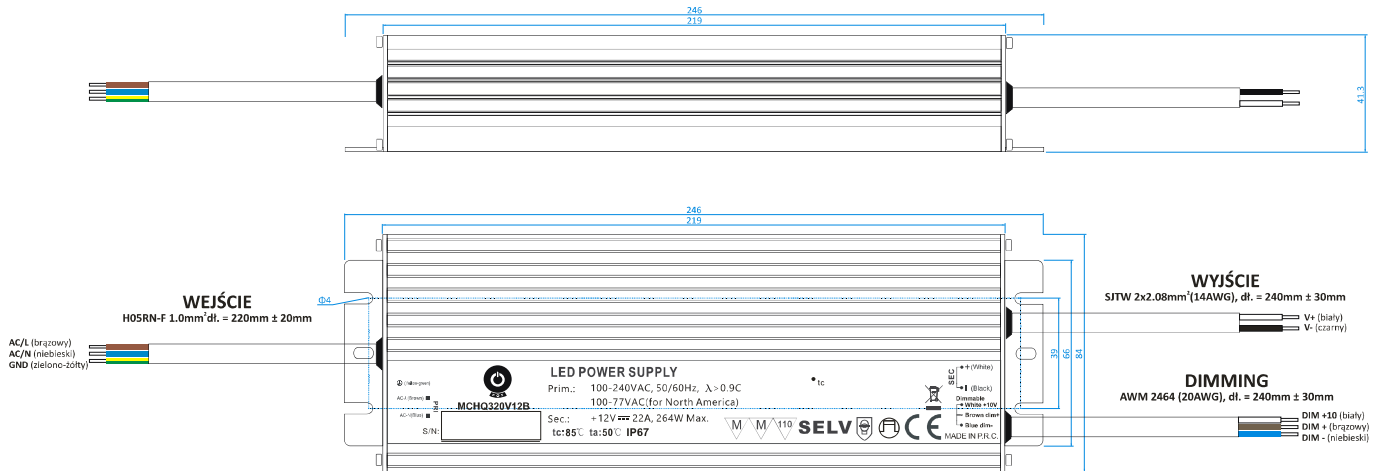 246
219
41.3
246
219
Φ4
39
66
84
WEJŚCIE
H05RN-F 1.0mm²dł. = 220mm ± 20mm
AC/L (brązowy)
AC/N (niebieski)
GND (zielono-żółty)
WYJŚCIE
SJTW 2x2.08mm²(14AWG), dł. = 240mm ± 30mm
V+ (biały)
V- (czarny)
DIMMING
AWM 2464 (20AWG), dł. = 240mm ± 30mm
DIM +10 (biały)
DIM + (brązowy)
DIM - (niebieski)
PRI
MCHQ320V12B
S/N:
LED POWER SUPPLY
Prim.: 100-240VAC, 50/60Hz, λ>0.9C
100-77VAC(for North America)
Sec.: +12V 22A, 264W Max.
tc:85℃ ta:50℃ IP67
tc
M M 110 SELV CE
SEC
+ (White)
(Black)
Dimmable
White +10V
Brown dim+
Blue dim-
MADE IN P.R.C.